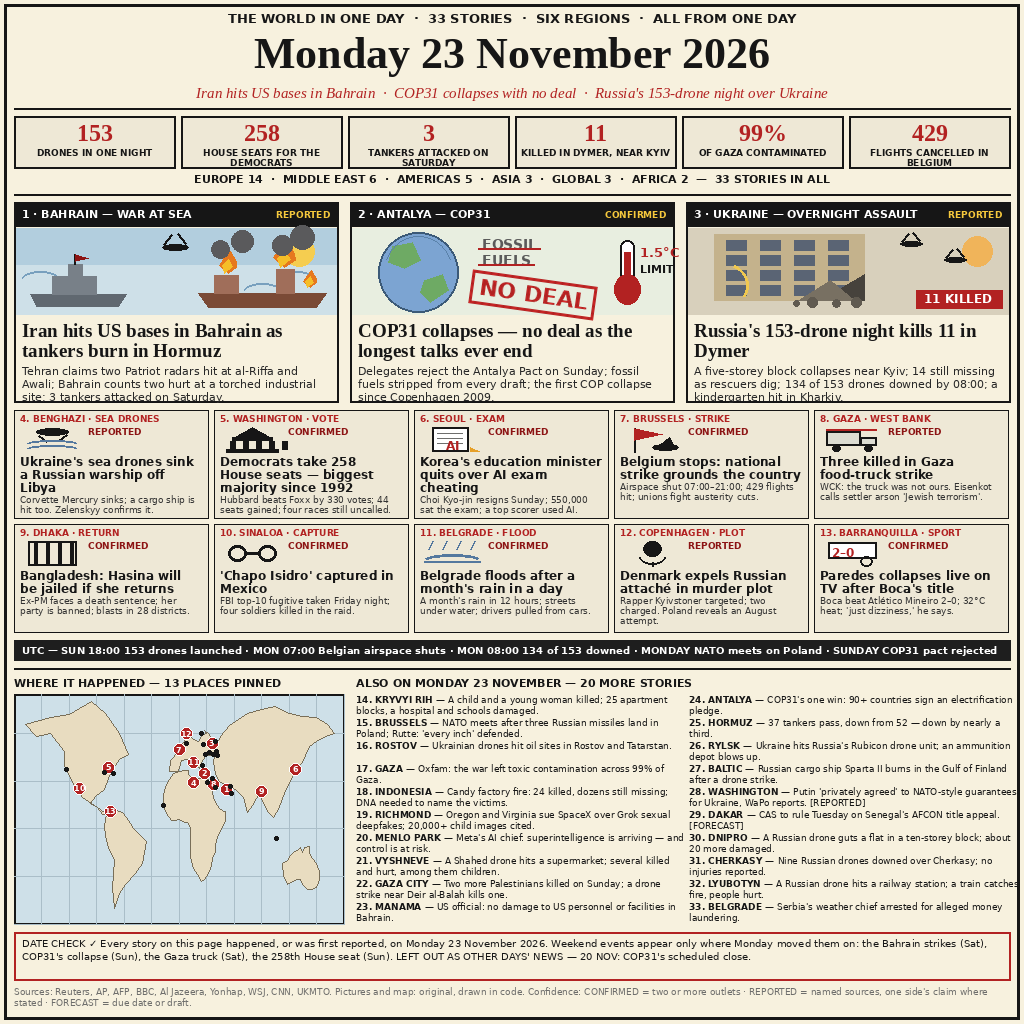 THE WORLD IN ONE DAY · 33 STORIES · SIX REGIONS · ALL FROM ONE DAY
Monday 23 November 2026
Iran hits US bases in Bahrain · COP31 collapses with no deal · Russia's 153-drone night over Ukraine
153
DRONES IN ONE NIGHT
258
HOUSE SEATS FOR THE
DEMOCRATS
3
TANKERS ATTACKED ON
SATURDAY
11
KILLED IN DYMER, NEAR KYIV
99%
OF GAZA CONTAMINATED
429
FLIGHTS CANCELLED IN
BELGIUM
EUROPE 14 · MIDDLE EAST 6 · AMERICAS 5 · ASIA 3 · GLOBAL 3 · AFRICA 2 — 33 STORIES IN ALL
1 · BAHRAIN — WAR AT SEA REPORTED
Iran hits US bases in Bahrain as
tankers burn in Hormuz
Tehran claims two Patriot radars hit at al-Riffa and
Awali; Bahrain counts two hurt at a torched industrial
site; 3 tankers attacked on Saturday.
2 · ANTALYA — COP31 CONFIRMED
FOSSIL
FUELS
NO DEAL
1.5°C
LIMIT
COP31 collapses — no deal as the
longest talks ever end
Delegates reject the Antalya Pact on Sunday; fossil
fuels stripped from every draft; the first COP collapse
since Copenhagen 2009.
3 · UKRAINE — OVERNIGHT ASSAULT REPORTED
11 KILLED
Russia's 153-drone night kills 11 in
Dymer
A five-storey block collapses near Kyiv; 14 still missing
as rescuers dig; 134 of 153 drones downed by 08:00; a
kindergarten hit in Kharkiv.
4. BENGHAZI · SEA DRONES
REPORTED
Ukraine's sea drones sink
a Russian warship off
Libya
Corvette Mercury sinks; a cargo ship is
hit too. Zelenskyy confirms it.
5. WASHINGTON · VOTE
CONFIRMED
Democrats take 258
House seats — biggest
majority since 1992
Hubbard beats Foxx by 330 votes; 44
seats gained; four races still uncalled.
6. SEOUL · EXAM
CONFIRMED
AI
Korea's education minister
quits over AI exam
cheating
Choi Kyo-jin resigns Sunday; 550,000
sat the exam; a top scorer used AI.
7. BRUSSELS · STRIKE
CONFIRMED
Belgium stops: national
strike grounds the country
Airspace shut 07:00–21:00; 429 flights
hit; unions fight austerity cuts.
8. GAZA · WEST BANK
REPORTED
Three killed in Gaza
food-truck strike
WCK: the truck was not ours. Eisenkot
calls settler arson 'Jewish terrorism'.
9. DHAKA · RETURN
CONFIRMED
Bangladesh: Hasina will
be jailed if she returns
Ex-PM faces a death sentence; her
party is banned; blasts in 28 districts.
10. SINALOA · CAPTURE
CONFIRMED
'Chapo Isidro' captured in
Mexico
FBI top-10 fugitive taken Friday night;
four soldiers killed in the raid.
11. BELGRADE · FLOOD
CONFIRMED
Belgrade floods after a
month's rain in a day
A month's rain in 12 hours; streets
under water; drivers pulled from cars.
12. COPENHAGEN · PLOT
REPORTED
Denmark expels Russian
attaché in murder plot
Rapper Kyivstoner targeted; two
charged. Poland reveals an August
attempt.
13. BARRANQUILLA · SPORT
CONFIRMED
2–0
Paredes collapses live on
TV after Boca's title
Boca beat Atlético Mineiro 2–0; 32°C
heat; 'just dizziness,' he says.
UTC — SUN 18:00 153 drones launched · MON 07:00 Belgian airspace shuts · MON 08:00 134 of 153 downed · MONDAY NATO meets on Poland · SUNDAY COP31 pact rejected
WHERE IT HAPPENED — 13 PLACES PINNED
12
3
7
11
5
2
6
4
8
1
10
9
13
ALSO ON MONDAY 23 NOVEMBER — 20 MORE STORIES
14. KRYVYI RIH — A child and a young woman killed; 25 apartment
blocks, a hospital and schools damaged.
15. BRUSSELS — NATO meets after three Russian missiles land in
Poland; Rutte: 'every inch' defended.
16. ROSTOV — Ukrainian drones hit oil sites in Rostov and Tatarstan.
17. GAZA — Oxfam: the war left toxic contamination across 99% of
Gaza.
18. INDONESIA — Candy factory fire: 24 killed, dozens still missing;
DNA needed to name the victims.
19. RICHMOND — Oregon and Virginia sue SpaceX over Grok sexual
deepfakes; 20,000+ child images cited.
20. MENLO PARK — Meta's AI chief: superintelligence is arriving — and
control is at risk.
21. VYSHNEVE — A Shahed drone hits a supermarket; several killed
and hurt, among them children.
22. GAZA CITY — Two more Palestinians killed on Sunday; a drone
strike near Deir al-Balah kills one.
23. MANAMA — US official: no damage to US personnel or facilities in
Bahrain.
24. ANTALYA — COP31's one win: 90+ countries sign an electrification
pledge.
25. HORMUZ — 37 tankers pass, down from 52 — down by nearly a
third.
26. RYLSK — Ukraine hits Russia's Rubicon drone unit; an ammunition
depot blows up.
27. BALTIC — Russian cargo ship Sparta II burns in the Gulf of Finland
after a drone strike.
28. WASHINGTON — Putin 'privately agreed' to NATO-style guarantees
for Ukraine, WaPo reports. [REPORTED]
29. DAKAR — CAS to rule Tuesday on Senegal's AFCON title appeal.
[FORECAST]
30. DNIPRO — A Russian drone guts a flat in a ten-storey block; about
20 more damaged.
31. CHERKASY — Nine Russian drones downed over Cherkasy; no
injuries reported.
32. LYUBOTYN — A Russian drone hits a railway station; a train catches
fire, people hurt.
33. BELGRADE — Serbia's weather chief arrested for alleged money
laundering.
DATE CHECK ✓ Every story on this page happened, or was first reported, on Monday 23 November 2026. Weekend events appear only where Monday moved them on: the Bahrain strikes (Sat),
COP31's collapse (Sun), the Gaza truck (Sat), the 258th House seat (Sun). LEFT OUT AS OTHER DAYS' NEWS — 20 NOV: COP31's scheduled close.
Sources: Reuters, AP, AFP, BBC, Al Jazeera, Yonhap, WSJ, CNN, UKMTO. Pictures and map: original, drawn in code. Confidence: CONFIRMED = two or more outlets · REPORTED = named sources, one side's claim where
stated · FORECAST = due date or draft.